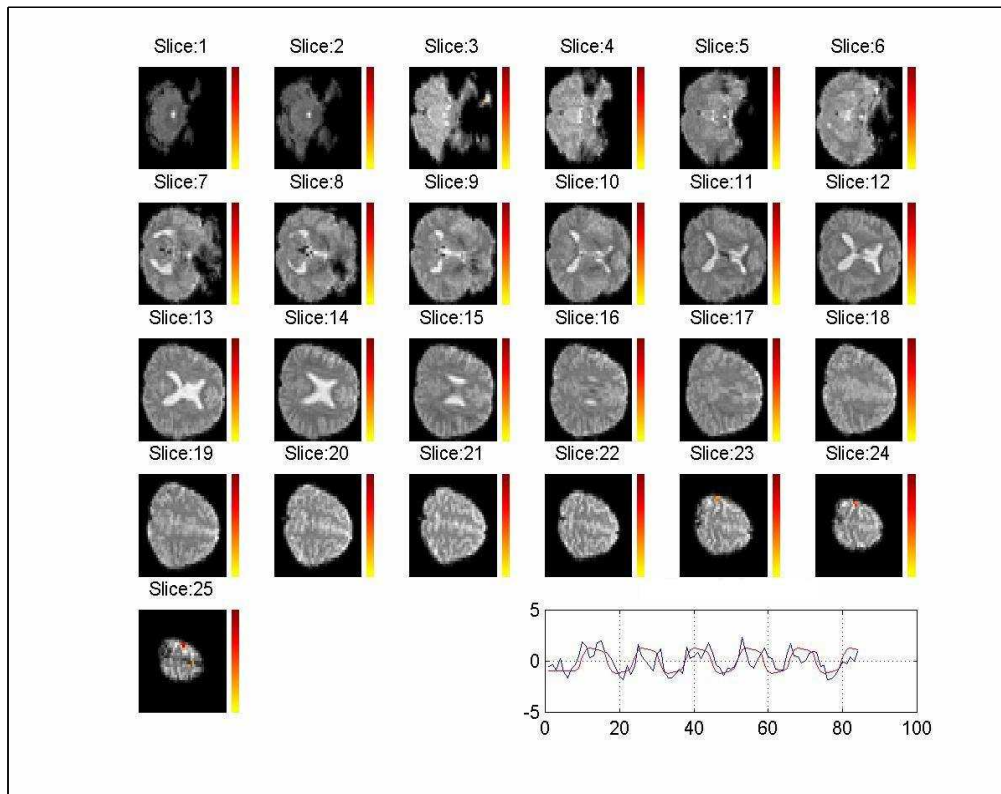 Slice:1 Slice:2 Slice:3 Slice:4 Slice:5 Slice:6
Slice:7 Slice:8 Slice:9 Slice:10 Slice:11 Slice:12
Slice:13 Slice:14 Slice:15 Slice:16 Slice:17 Slice:18
Slice:19 Slice:20 Slice:21 Slice:22 Slice:23 Slice:24
Slice:25
5
0
-5
0 20 40 60 80 100